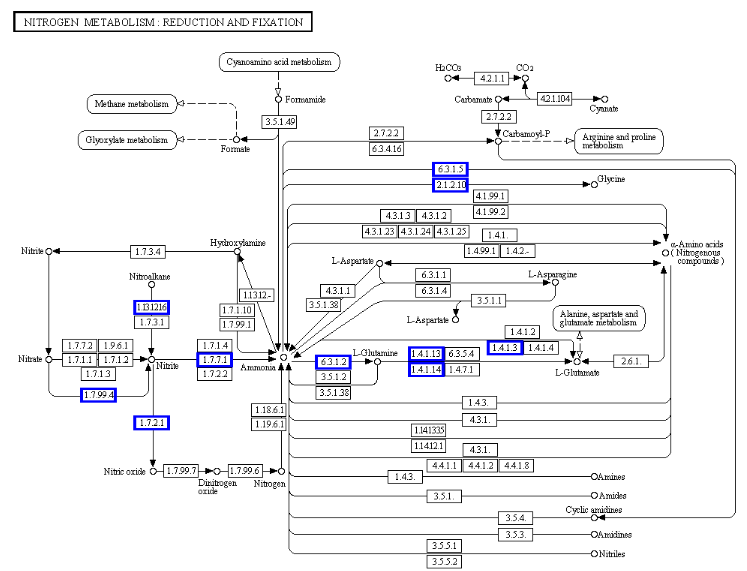 NITROGEN METABOLISM : REDUCTION AND FIXATION
Cyanoamino acid metabolism
H2CO3
CO2
4.2.1.1
Methane metabolism
Formamide
Carbamate
4.2.1.104
Cyanate
3.5.1.49
2.7.2.2
Glyoxylate metabolism
Formate
2.7.2.2
6.3.4.16
Carbamoyl-P
Arginine and proline
metabolism
6.3.1.5
2.1.2.10
Glycine
4.1.99.1
4.1.99.2
4.3.1.3
4.3.1.2
4.3.1.23
4.3.1.24
4.3.1.25
1.4.1.
1.4.99.1
1.4.2.-
α-Amino acids
( Nitrogenous
compounds )
Nitrite
1.7.3.4
Hydroxylamine
L-Aspartate
Nitroalkane
1.13.12.-
6.3.1.1
6.3.1.4
L-Asparagine
4.3.1.1
3.5.1.38
3.5.1.1
L-Aspartate
1.13.12.16
1.7.3.1
1.7.1.10
1.7.99.1
Alanine, aspartate and
glutamate metabolism
1.7.7.2
1.9.6.1
1.7.1.1
1.7.1.2
1.7.1.3
1.7.1.4
1.7.7.1
1.7.2.2
Nitrate
Nitrite
Ammonia
6.3.1.2
3.5.1.2
3.5.1.38
L-Glutamine
1.4.1.13
6.3.5.4
1.4.1.14
1.4.7.1
1.4.1.2
1.4.1.3
1.4.1.4
L-Glutamate
2.6.1.
1.7.99.4
1.7.2.1
1.18.6.1
1.19.6.1
1.4.3.
4.3.1.
1.14.13.35
1.14.12.1
4.3.1.
4.4.1.1
4.4.1.2
4.4.1.8
Nitric oxide
1.7.99.7
Dinitrogen
oxide
1.7.99.6
Nitrogen
1.4.3.
Amines
3.5.1.
Amides
Cyclic amidines
3.5.4.
3.5.3.
Amidines
3.5.5.1
3.5.5.2
Nitriles